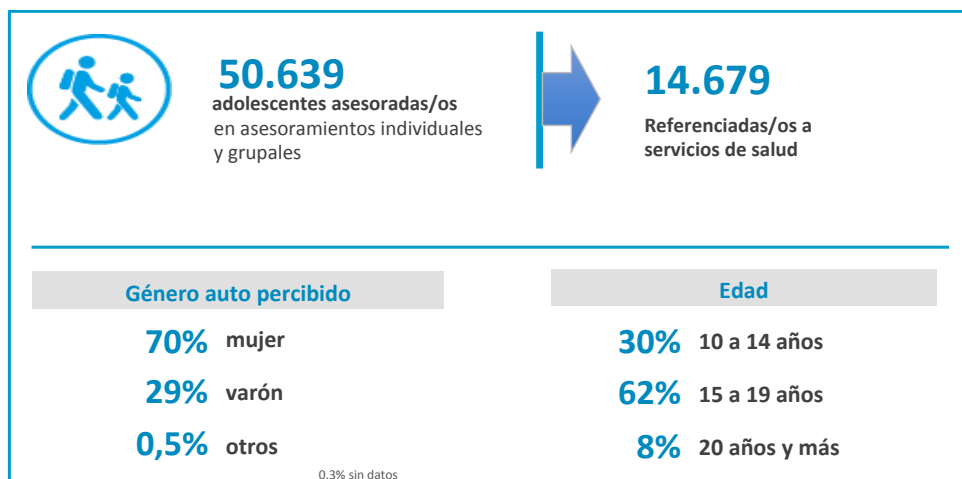 50.639
adolescentes asesoradas/os
en asesoramientos individuales
y grupales
14.679
Referenciadas/os a
servicios de salud
Género auto percibido
70% mujer
29% varón
0,5% otros
0.3% sin datos
Edad
30% 10 a 14 años
62% 15 a 19 años
8% 20 años y más